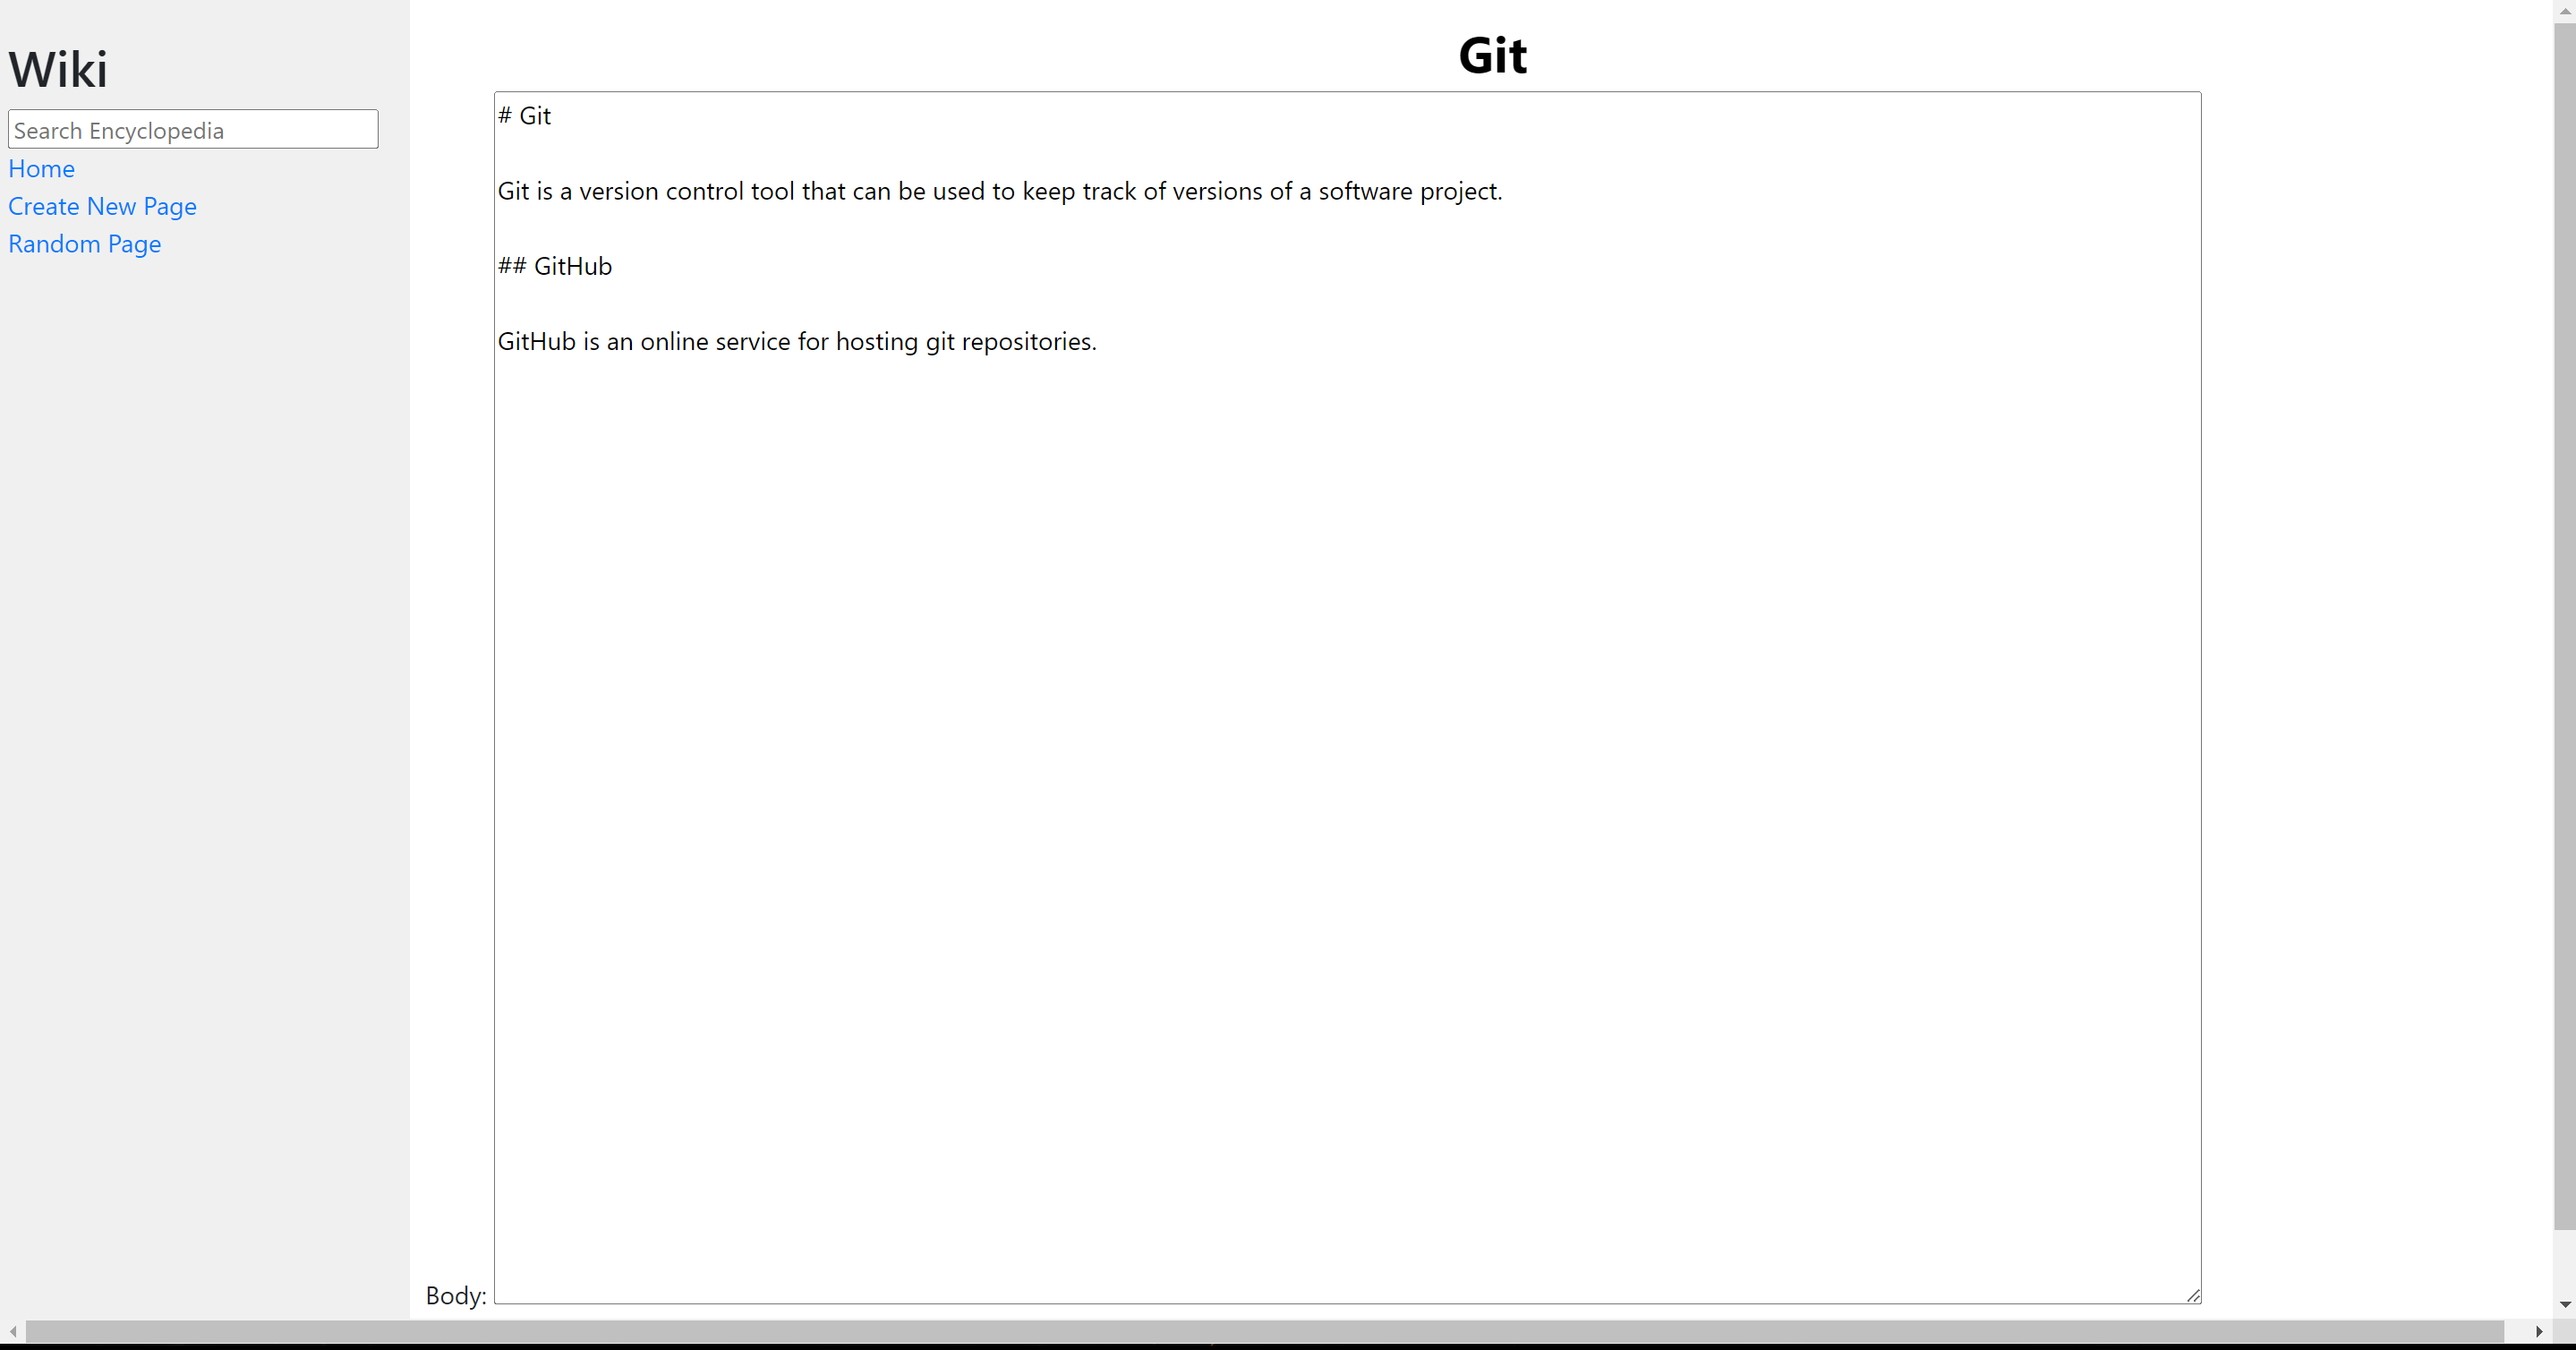 Wiki
Search Encyclopedia
Home
Create New Page
Random Page
Git
# Git
Git is a version control tool that can be used to keep track of versions of a software project.
## GitHub
GitHub is an online service for hosting git repositories.
Body: